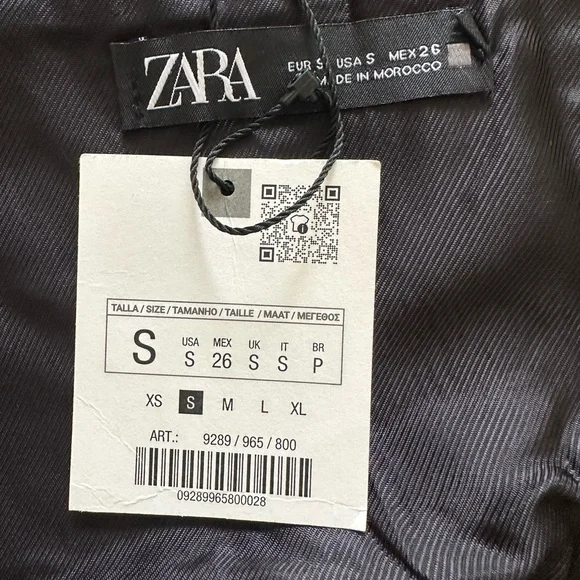 ZARA
EUR S USA S MEX 26
MADE IN MOROCCO
TALLA / SIZE / TAMANHO / TAILLE / MAAT / ΜΕΓΕΘΟΣ
S
USA MEX UK IT BR
S 26 S S P
XS S M L XL
ART.: 9289 / 965 / 800
09289965800028